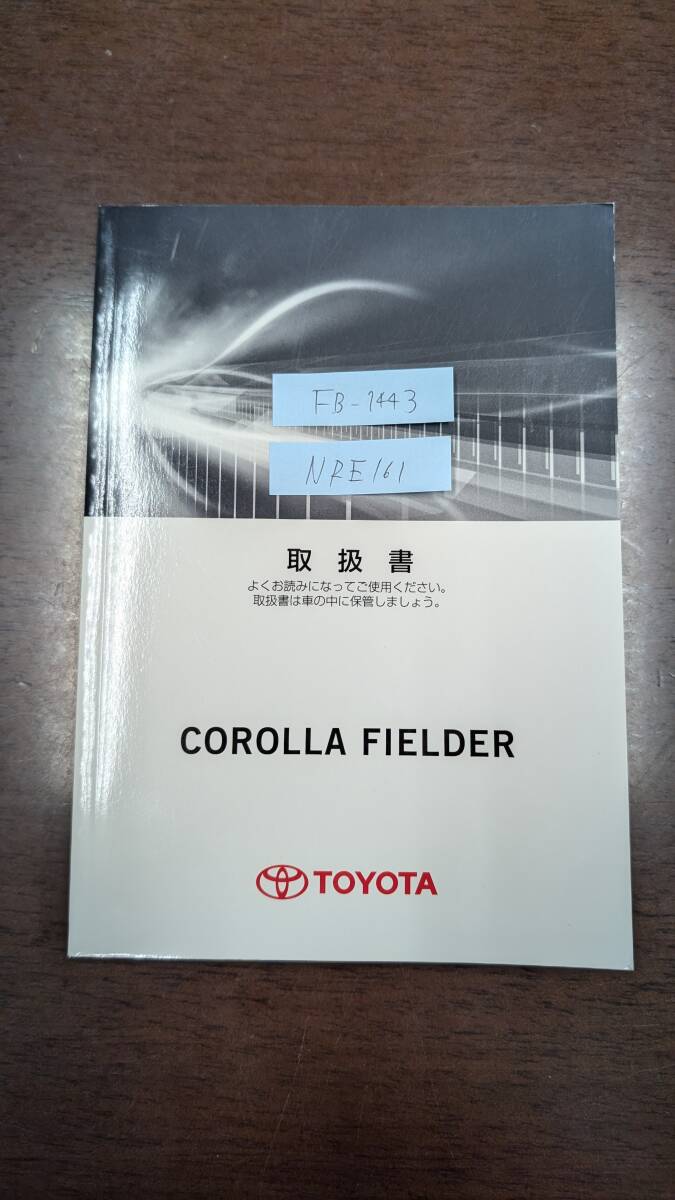 FB-1443
NRE161
取扱書
よくお読みになってご使用ください。
取扱書は車の中に保管しましょう。
COROLLA FIELDER
TOYOTA